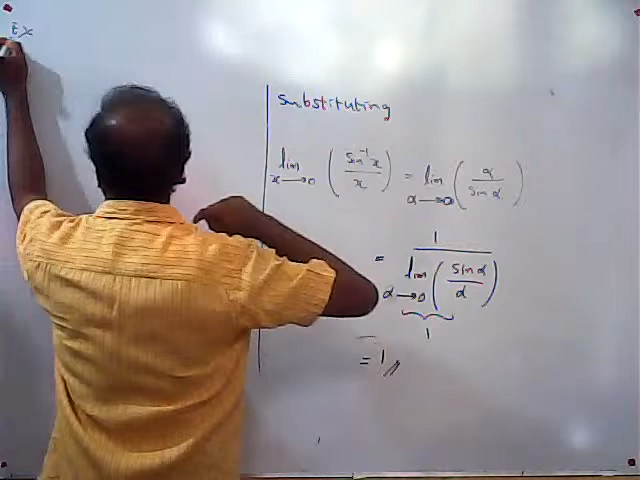 Ex
Substituting
lim x→0 (sin⁻¹x / x) = lim α→0 (α / sin α)
= 1 / lim α→0 (sin α / α)
1
= 1